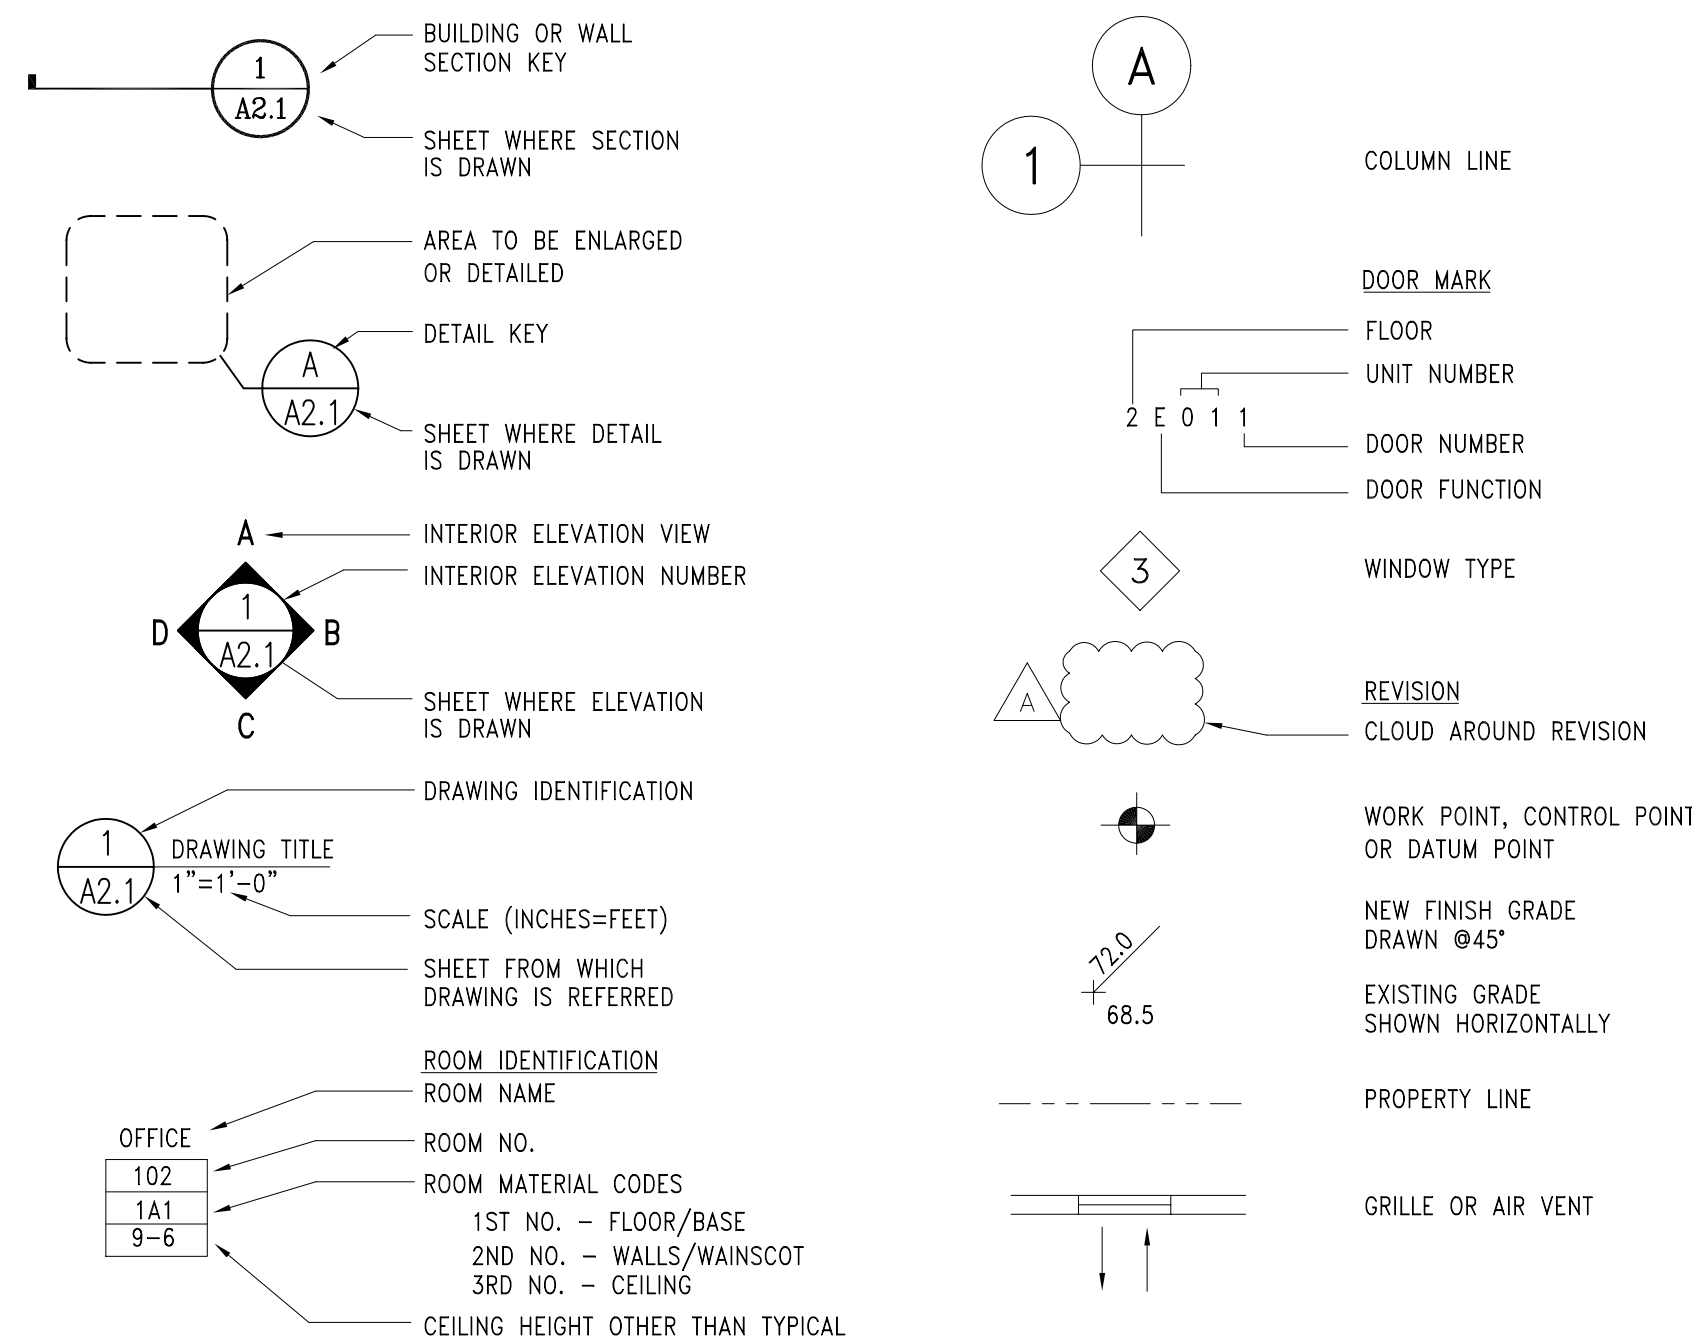 1
A2.1
BUILDING OR WALL
SECTION KEY
SHEET WHERE SECTION
IS DRAWN
AREA TO BE ENLARGED
OR DETAILED
DETAIL KEY
A
A2.1
SHEET WHERE DETAIL
IS DRAWN
A
INTERIOR ELEVATION VIEW
INTERIOR ELEVATION NUMBER
1
D
B
A2.1
SHEET WHERE ELEVATION
IS DRAWN
C
DRAWING IDENTIFICATION
1
DRAWING TITLE
A2.1
1"=1'-0"
SCALE (INCHES=FEET)
SHEET FROM WHICH
DRAWING IS REFERRED
ROOM IDENTIFICATION
ROOM NAME
OFFICE
ROOM NO.
102
ROOM MATERIAL CODES
1A1
1ST NO. - FLOOR/BASE
9-6
2ND NO. - WALLS/WAINSCOT
3RD NO. - CEILING
CEILING HEIGHT OTHER THAN TYPICAL
A
1
COLUMN LINE
DOOR MARK
FLOOR
UNIT NUMBER
2 E 0 1 1
DOOR NUMBER
DOOR FUNCTION
3
WINDOW TYPE
A
REVISION
CLOUD AROUND REVISION
WORK POINT, CONTROL POINT
OR DATUM POINT
NEW FINISH GRADE
DRAWN @45°
72.0
68.5
EXISTING GRADE
SHOWN HORIZONTALLY
PROPERTY LINE
GRILLE OR AIR VENT